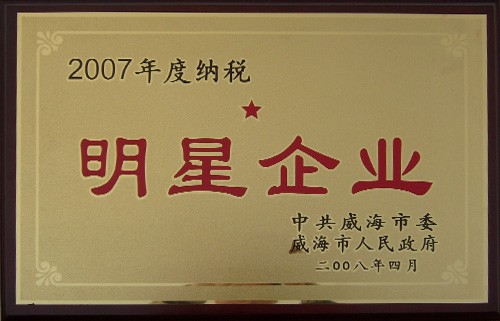 2007年度纳税
明星企业
中共威海市委
威海市人民政府
二00八年四月